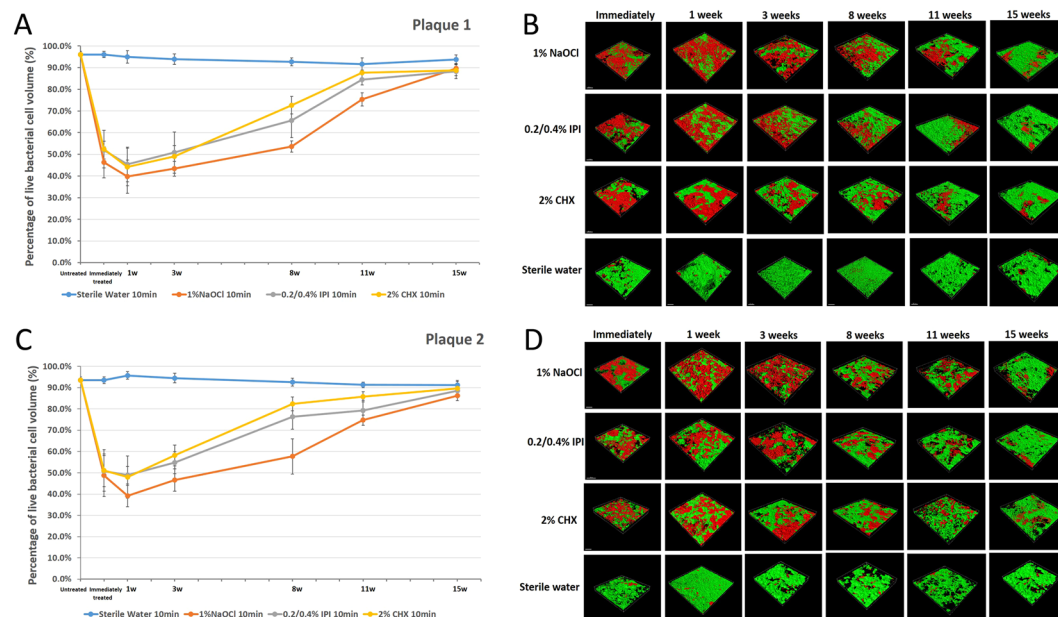 A
Plaque 1
Percentage of live bacterial cell volume (%)
100.0%
90.0%
80.0%
70.0%
60.0%
50.0%
40.0%
30.0%
20.0%
10.0%
0.0%
Untreated Immediately treated 1w 3w 8w 11w 15w
Sterile Water 10min 1%NaOCl 10min 0.2/0.4% IPI 10min 2% CHX 10min
B
Immediately 1 week 3 weeks 8 weeks 11 weeks 15 weeks
1% NaOCl
0.2/0.4% IPI
2% CHX
Sterile water
C
Plaque 2
Percentage of live bacterial cell volume (%)
100.0%
90.0%
80.0%
70.0%
60.0%
50.0%
40.0%
30.0%
20.0%
10.0%
0.0%
Untreated Immediately treated 1w 3w 8w 11w 15w
Sterile Water 10min 1%NaOCl 10min 0.2/0.4% IPI 10min 2% CHX 10min
D
Immediately 1 week 3 weeks 8 weeks 11 weeks 15 weeks
1% NaOCl
0.2/0.4% IPI
2% CHX
Sterile water